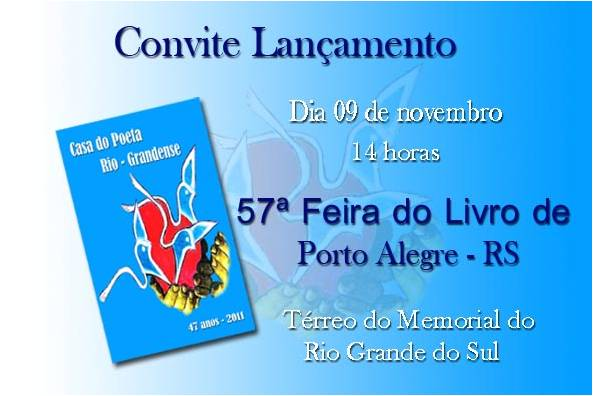 Convite Lançamento
Dia 09 de novembro
14 horas
Casa do Poeta
Rio - Grandense
57ª Feira do Livro de
Porto Alegre - RS
47 anos - 2011
Térreo do Memorial do
Rio Grande do Sul